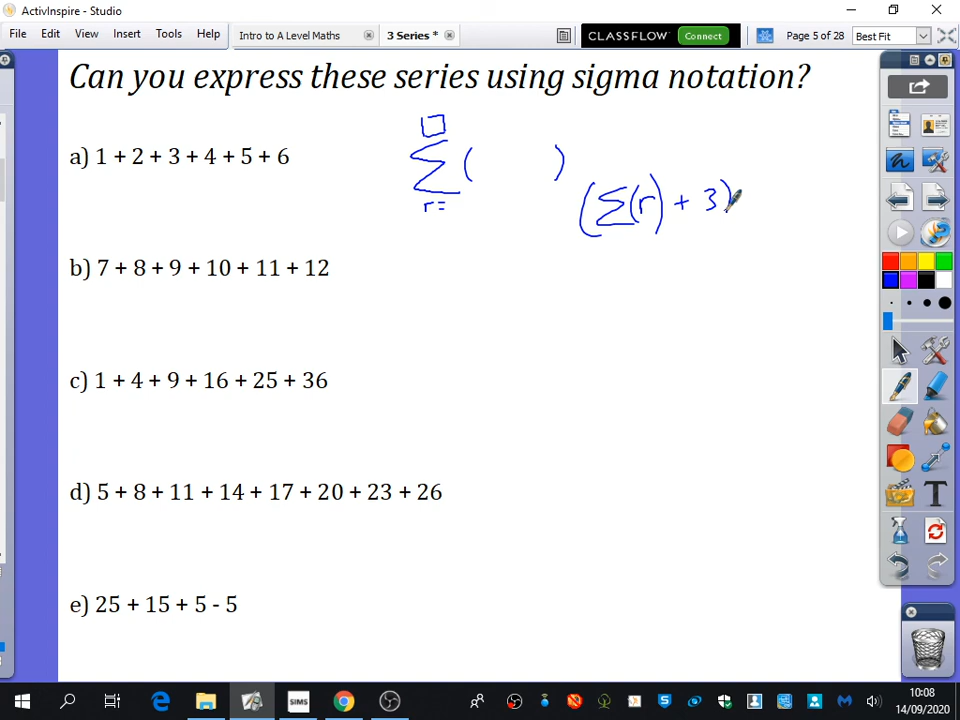 ActivInspire - Studio
File Edit View Insert Tools Help Intro to A Level Maths 3 Series * CLASSFLOW Connect Page 5 of 28 Best Fit
Can you express these series using sigma notation?
a) 1 + 2 + 3 + 4 + 5 + 6
∑ ( )
r=
(∑(r) + 3)
b) 7 + 8 + 9 + 10 + 11 + 12
c) 1 + 4 + 9 + 16 + 25 + 36
d) 5 + 8 + 11 + 14 + 17 + 20 + 23 + 26
e) 25 + 15 + 5 - 5
SIMS
10:08
14/09/2020